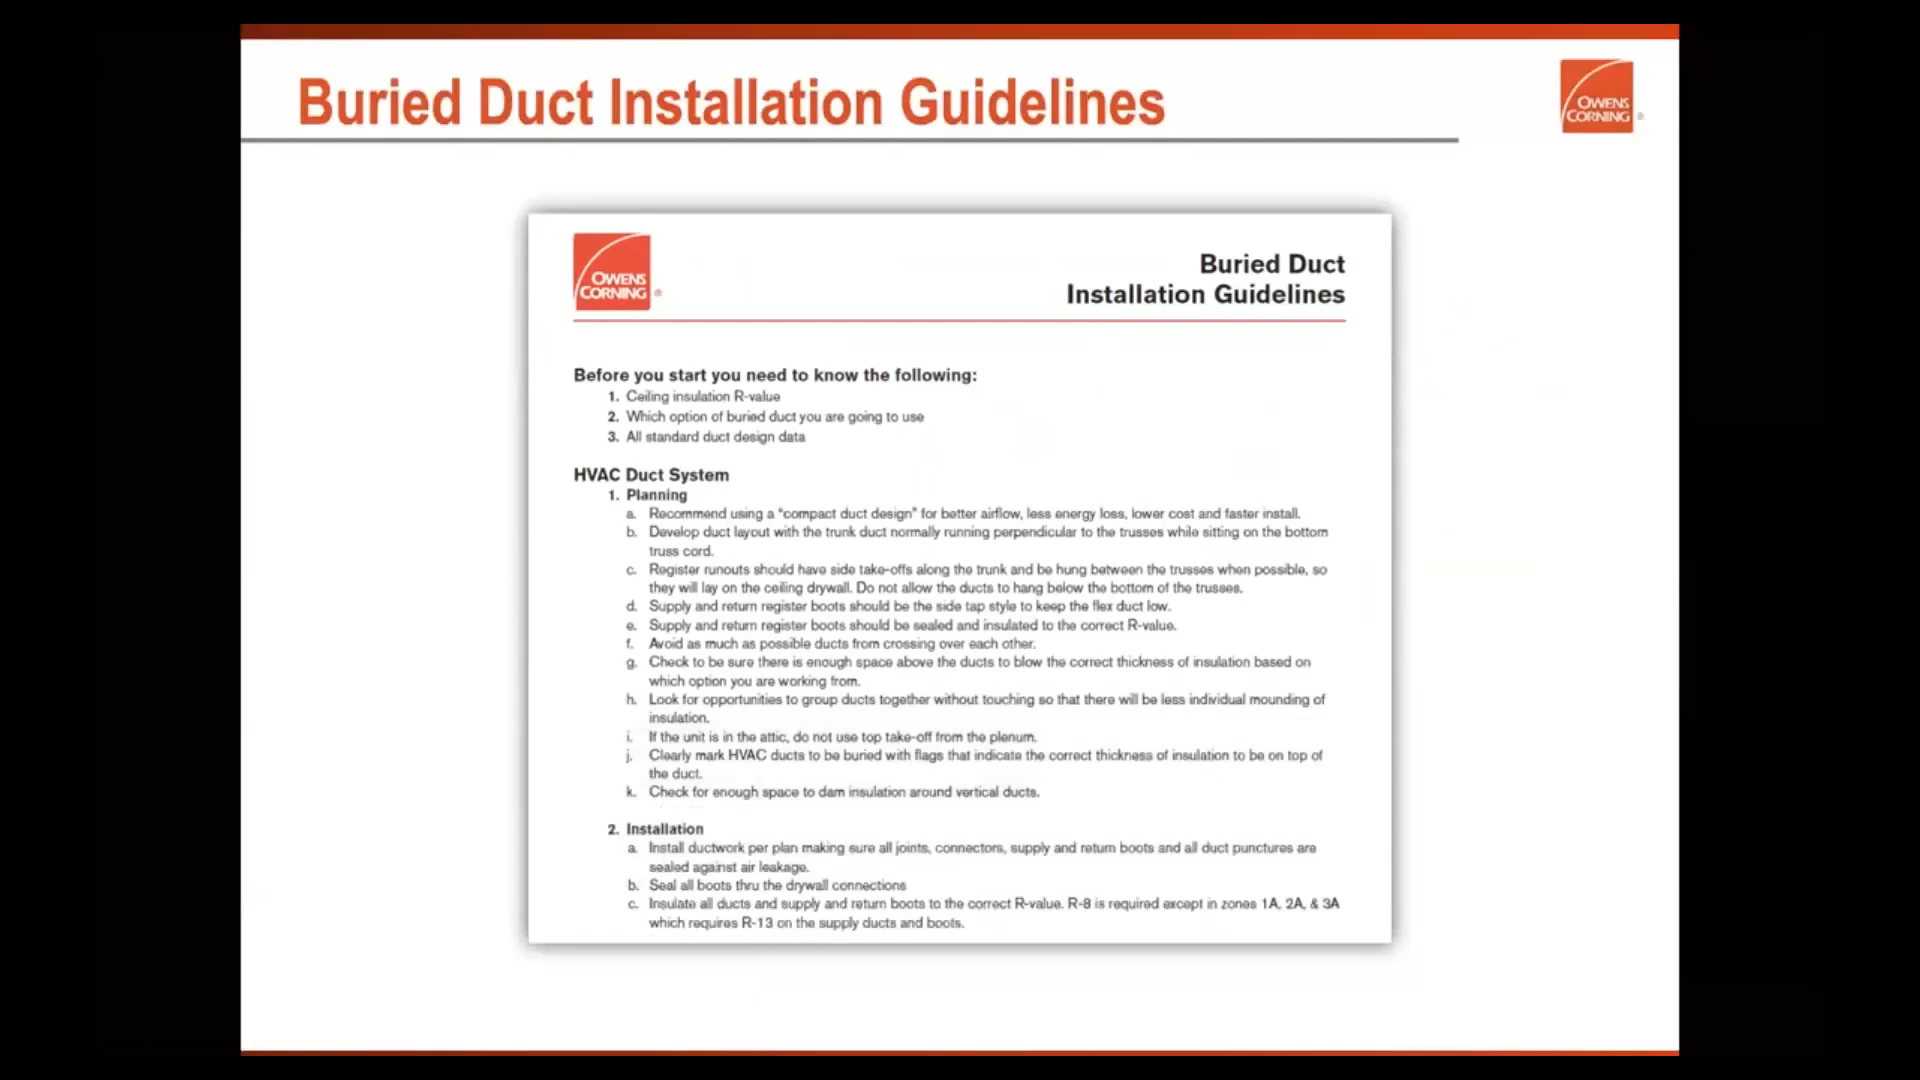 Buried Duct Installation Guidelines
OWENS
CORNING ®
OWENS
CORNING ®
Buried Duct
Installation Guidelines
Before you start you need to know the following:
1. Ceiling insulation R-value
2. Which option of buried duct you are going to use
3. All standard duct design data
HVAC Duct System
1. Planning
a. Recommend using a "compact duct design" for better airflow, less energy loss, lower cost and faster install.
b. Develop duct layout with the trunk duct normally running perpendicular to the trusses while sitting on the bottom
truss cord.
c. Register runouts should have side take-offs along the trunk and be hung between the trusses when possible, so
they will lay on the ceiling drywall. Do not allow the ducts to hang below the bottom of the trusses.
d. Supply and return register boots should be the side tap style to keep the flex duct low.
e. Supply and return register boots should be sealed and insulated to the correct R-value.
f. Avoid as much as possible ducts from crossing over each other.
g. Check to be sure there is enough space above the ducts to blow the correct thickness of insulation based on
which option you are working from.
h. Look for opportunities to group ducts together without touching so that there will be less individual mounding of
insulation.
i. If the unit is in the attic, do not use top take-off from the plenum.
j. Clearly mark HVAC ducts to be buried with flags that indicate the correct thickness of insulation to be on top of
the duct.
k. Check for enough space to dam insulation around vertical ducts.
2. Installation
a. Install ductwork per plan making sure all joints, connectors, supply and return boots and all duct punctures are
sealed against air leakage.
b. Seal all boots thru the drywall connections
c. Insulate all ducts and supply and return boots to the correct R-value. R-8 is required except in zones 1A, 2A, & 3A
which requires R-13 on the supply ducts and boots.